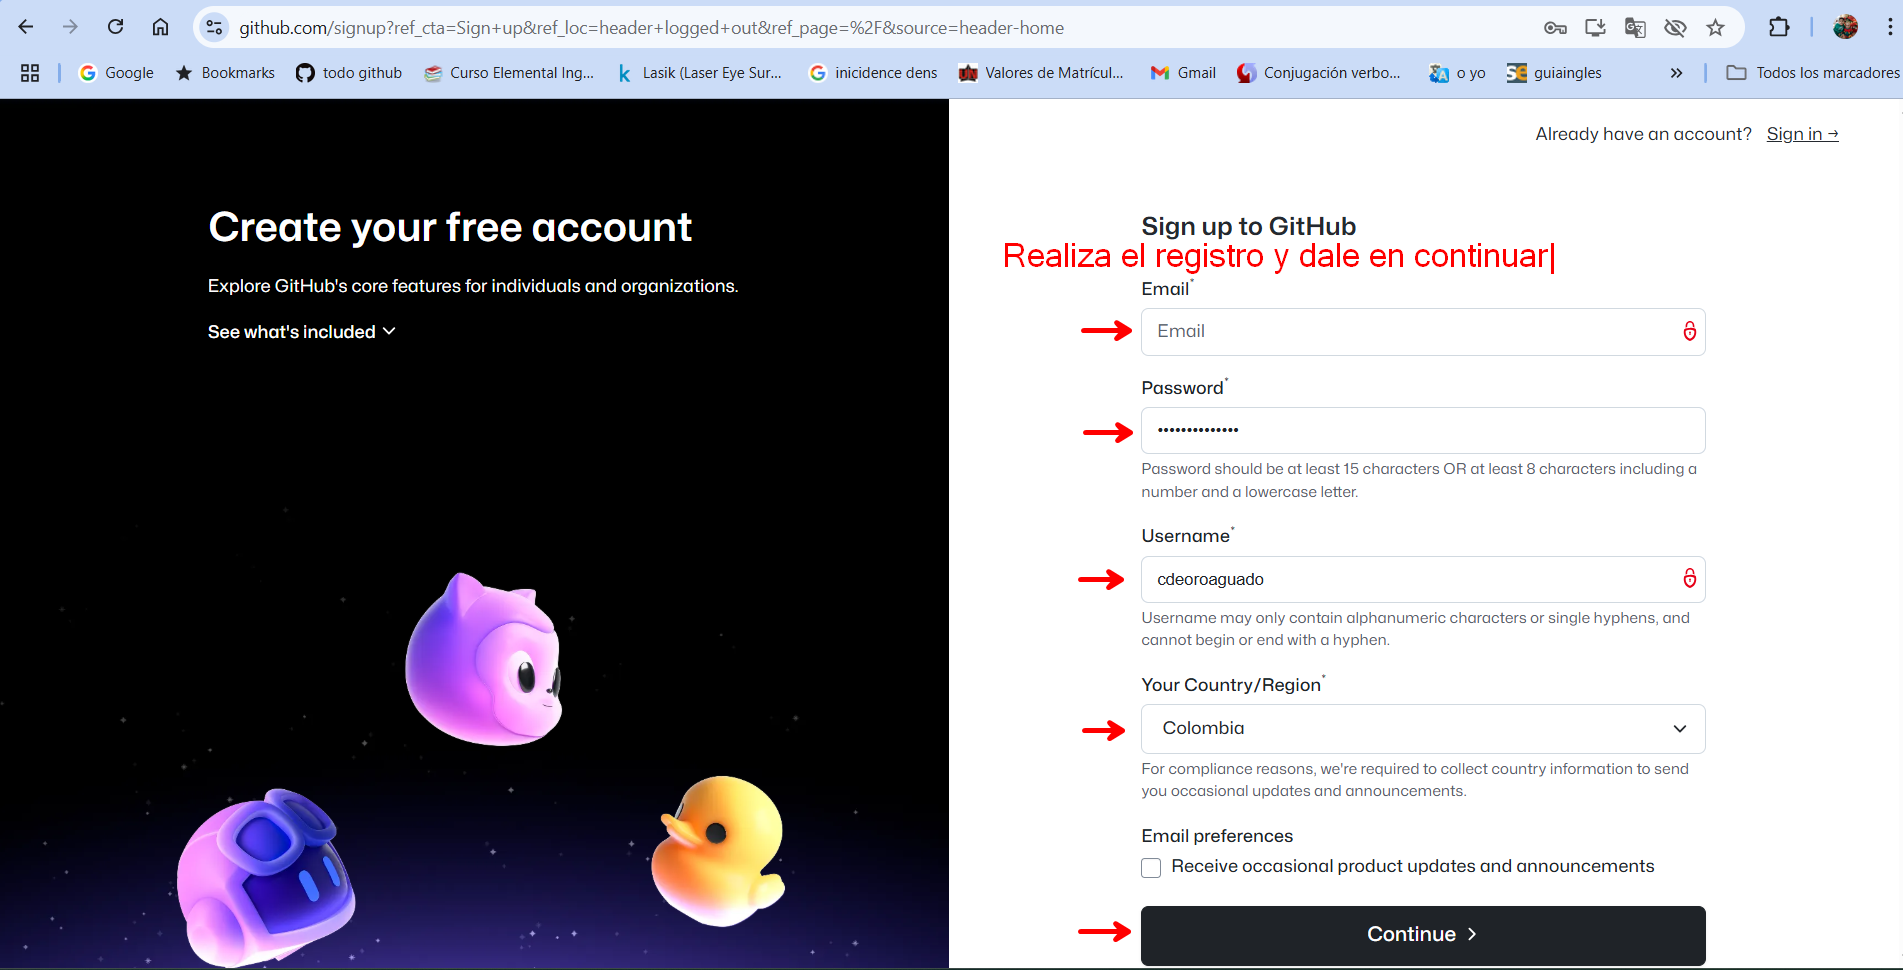 github.com/signup?ref_cta=Sign+up&ref_loc=header+logged+out&ref_page=%2F&source=header-home
Google Bookmarks todo github Curso Elemental Ing... Lasik (Laser Eye Sur... inicidence dens Valores de Matrícul... Gmail Conjugación verbo... o yo guiaingles » Todos los marcadores
Already have an account? Sign in →
Create your free account
Explore GitHub's core features for individuals and organizations.
See what's included
Sign up to GitHub
Realiza el registro y dale en continuar
Email*
Email
Password*
••••••••••••••
Password should be at least 15 characters OR at least 8 characters including a
number and a lowercase letter.
Username*
cdeoroaguado
Username may only contain alphanumeric characters or single hyphens, and
cannot begin or end with a hyphen.
Your Country/Region*
Colombia
For compliance reasons, we're required to collect country information to send
you occasional updates and announcements.
Email preferences
Receive occasional product updates and announcements
Continue